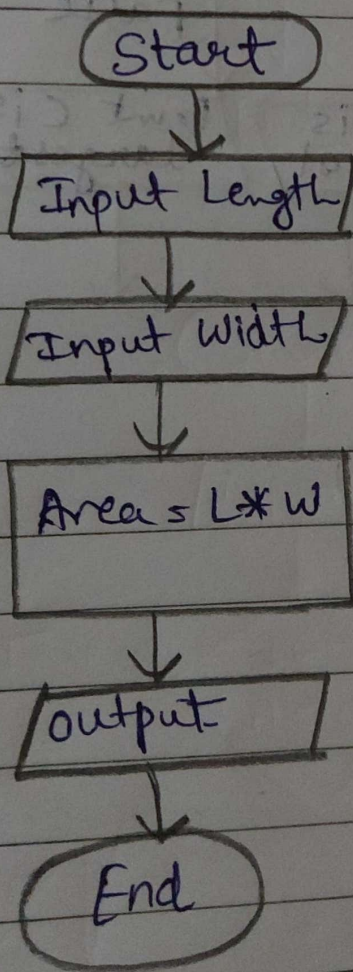 Start
Input Length
Input Width
Area = L* W
output
End